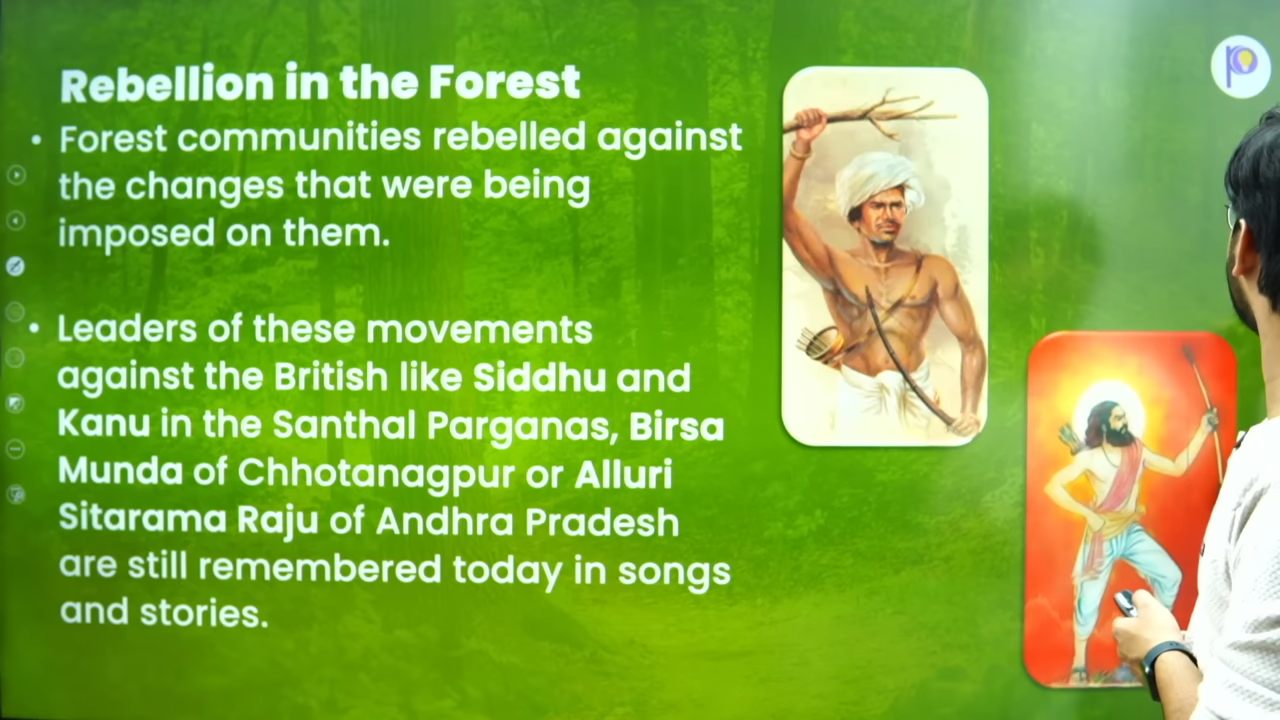 Rebellion in the Forest
• Forest communities rebelled against
the changes that were being
imposed on them.
• Leaders of these movements
against the British like Siddhu and
Kanu in the Santhal Parganas, Birsa
Munda of Chhotanagpur or Alluri
Sitarama Raju of Andhra Pradesh
are still remembered today in songs
and stories.